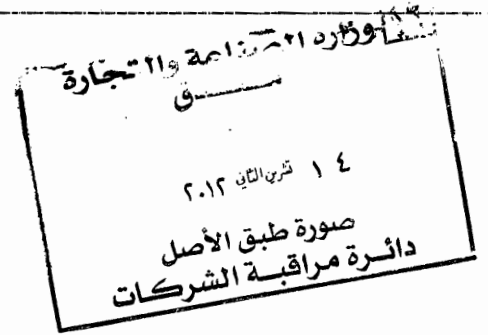 وزارة الصناعة والتجارة
١٤ تشرين الثاني ٢٠١٢
صورة طبق الأصل
دائرة مراقبة الشركات